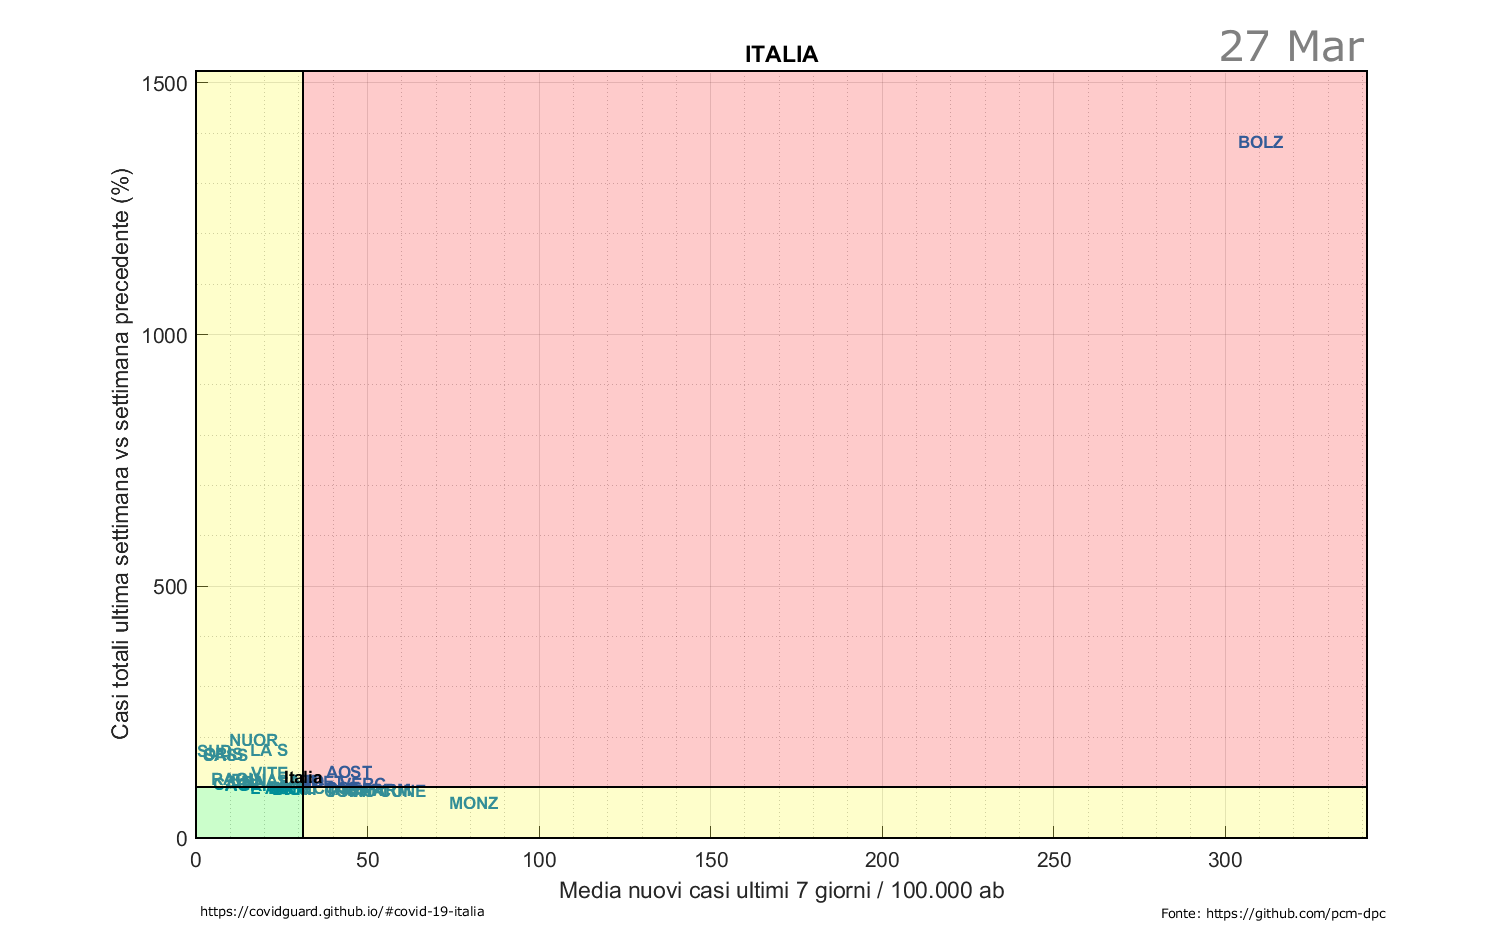 27 Mar
ITALIA
1500
1000
500
0
Casi totali ultima settimana vs settimana precedente (%)
BOLZ
NUOR
LA S
SASS
VITE
Italia
AOST
MONZ
0
50
100
150
200
250
300
Media nuovi casi ultimi 7 giorni / 100.000 ab
https://covidguard.github.io/#covid-19-italia
Fonte: https://github.com/pcm-dpc